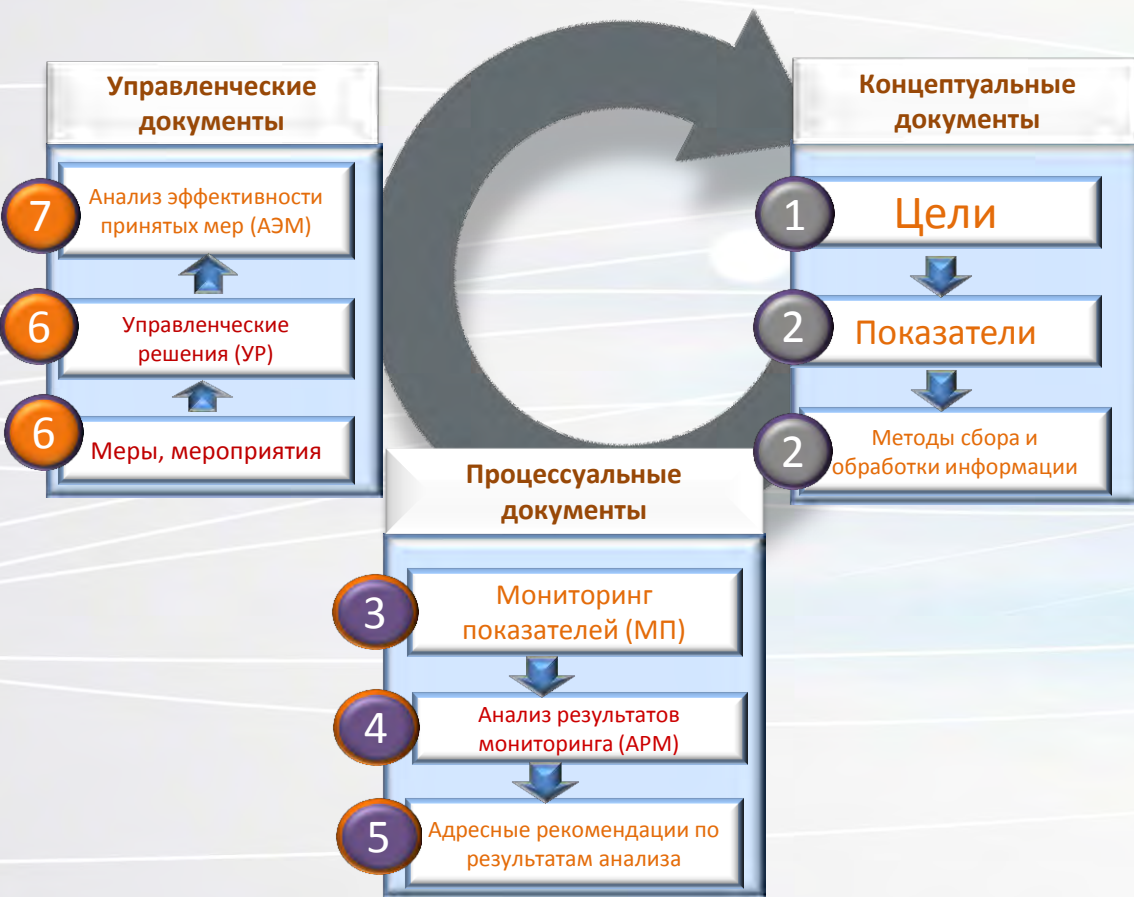 Управленческие
документы
7
Анализ эффективности
принятых мер (АЭМ)
6
Управленческие
решения (УР)
6
Меры, мероприятия
Концептуальные
документы
1
Цели
2
Показатели
2
Методы сбора и
обработки информации
Процессуальные
документы
3
Мониторинг
показателей (МП)
4
Анализ результатов
мониторинга (АРМ)
5
Адресные рекомендации по
результатам анализа